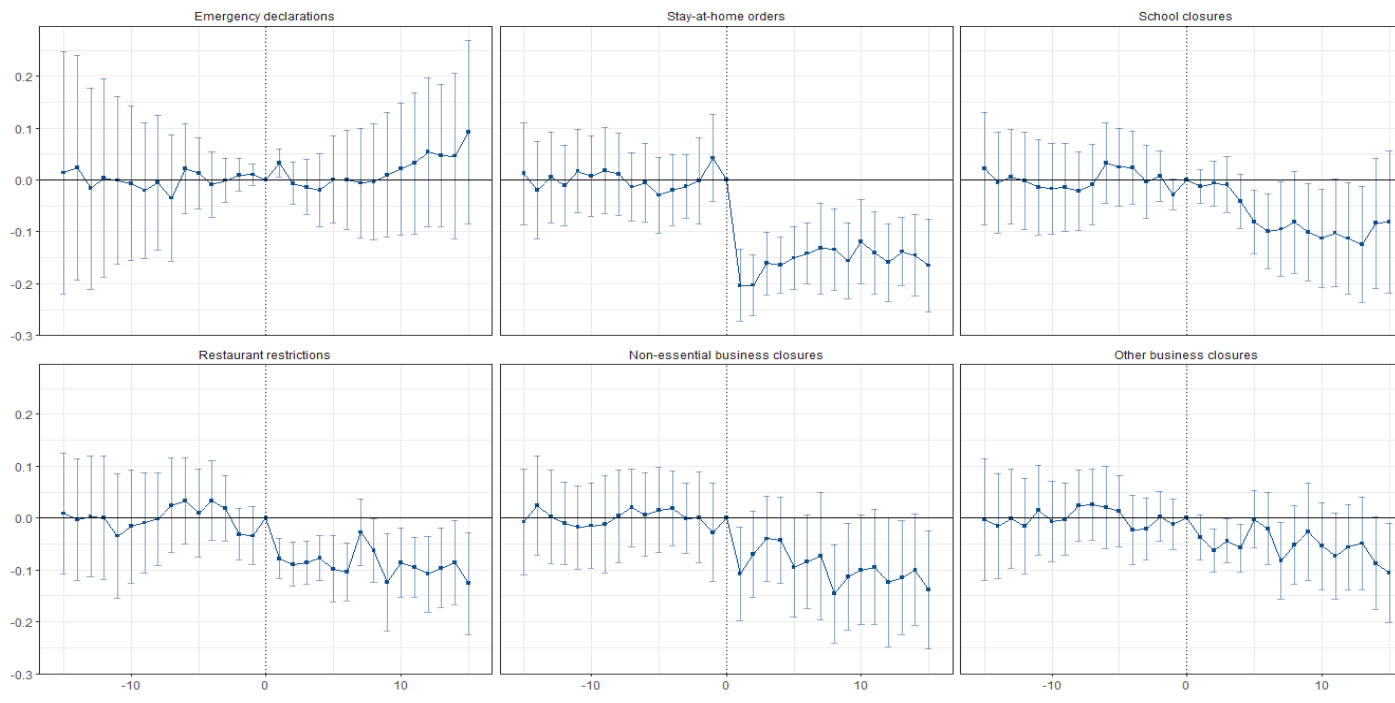 Emergency declarations
Stay-at-home orders
School closures
0.2
0.1
0.0
-0.1
-0.2
-0.3
Restaurant restrictions
Non-essential business closures
Other business closures
0.2
0.1
0.0
-0.1
-0.2
-0.3
-10 0 10
-10 0 10
-10 0 10